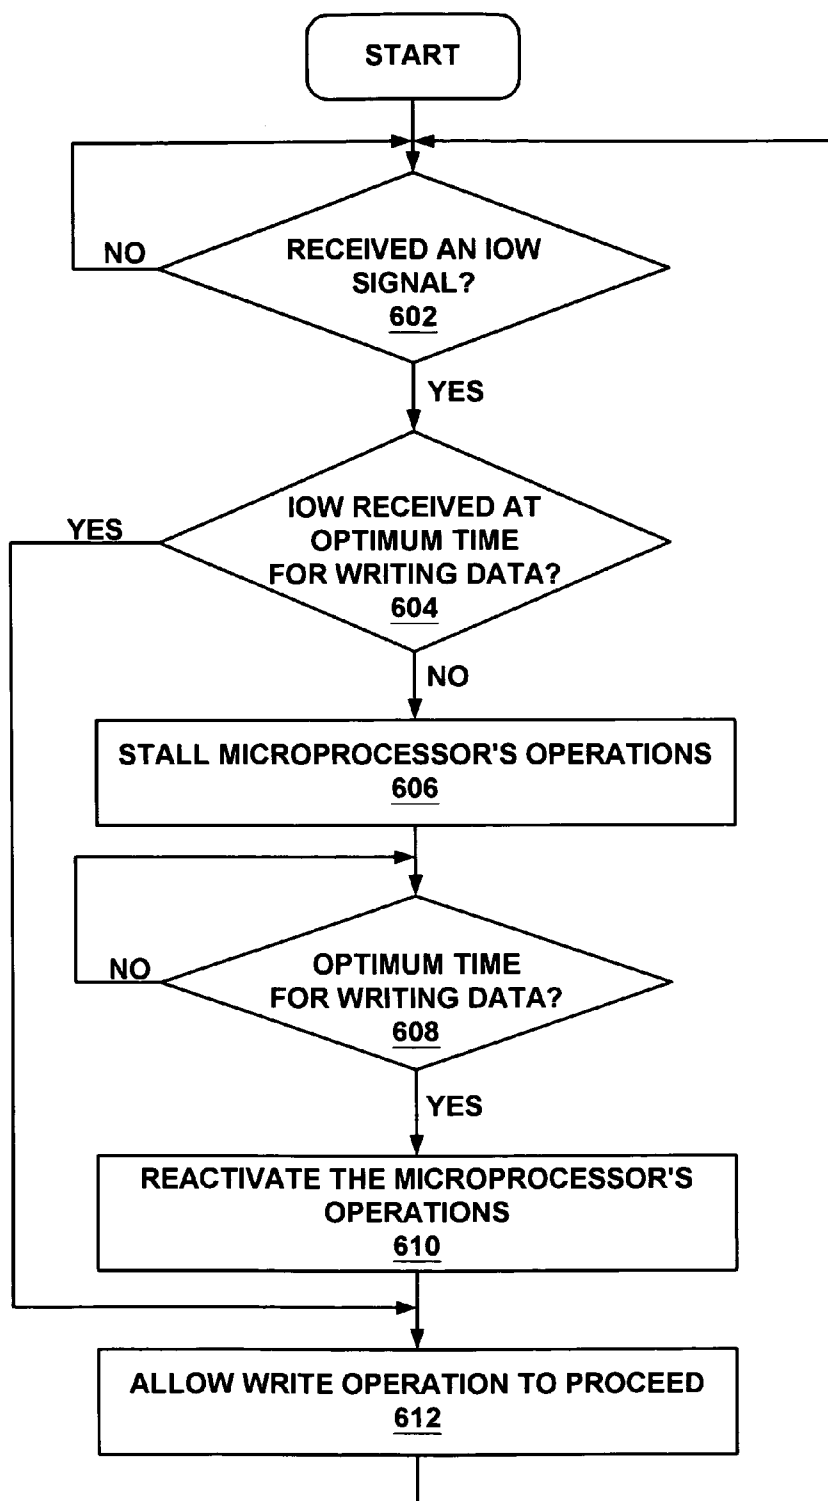 START
NO
RECEIVED AN IOW
SIGNAL?
602
YES
YES
IOW RECEIVED AT
OPTIMUM TIME
FOR WRITING DATA?
604
NO
STALL MICROPROCESSOR'S OPERATIONS
606
NO
OPTIMUM TIME
FOR WRITING DATA?
608
YES
REACTIVATE THE MICROPROCESSOR'S
OPERATIONS
610
ALLOW WRITE OPERATION TO PROCEED
612